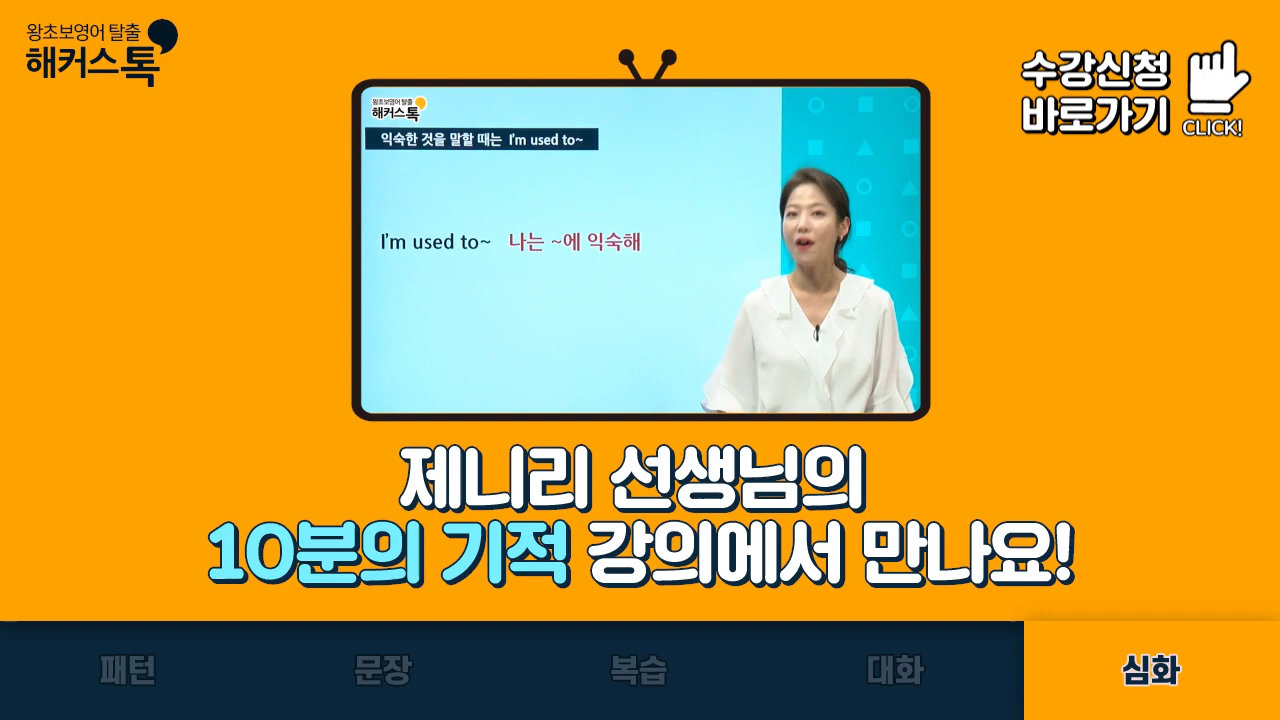 왕초보영어 탈출
해커스톡
수강신청
바로가기
CLICK!
왕초보영어 탈출
해커스톡
익숙한 것을 말할 때는 I'm used to~
I'm used to~ 나는 ~에 익숙해
제니리 선생님의
10분의 기적 강의에서 만나요!
패턴 문장 복습 대화 심화